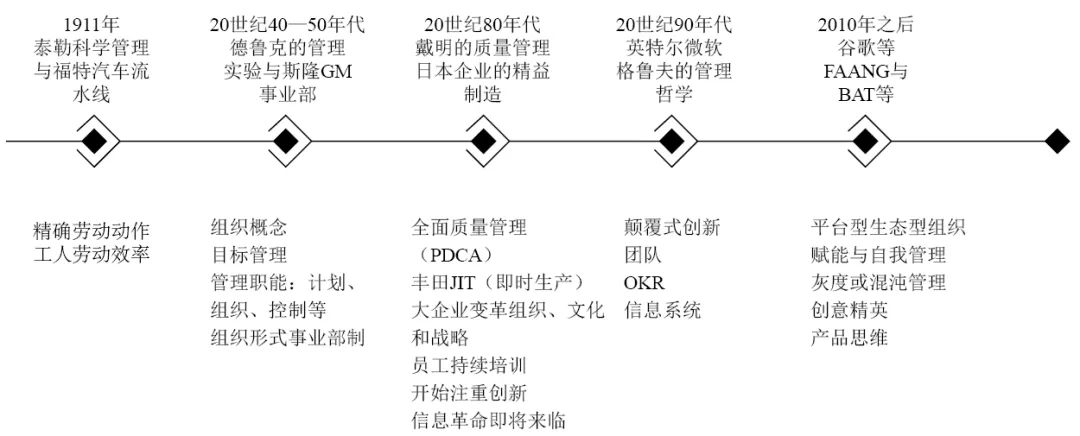 1911年
泰勒科学管理
与福特汽车流
水线
20世纪40—50年代
德鲁克的管理
实验与斯隆GM
事业部
20世纪80年代
戴明的质量管理
日本企业的精益
制造
20世纪90年代
英特尔微软
格鲁夫的管理
哲学
2010年之后
谷歌等
FAANG与
BAT等
精确劳动动作
工人劳动效率
组织概念
目标管理
管理职能：计划、
组织、控制等
组织形式事业部制
全面质量管理
（PDCA）
丰田JIT（即时生产）
大企业变革组织、文化
和战略
员工持续培训
开始注重创新
信息革命即将来临
颠覆式创新
团队
OKR
信息系统
平台型生态型组织
赋能与自我管理
灰度或混沌管理
创意精英
产品思维